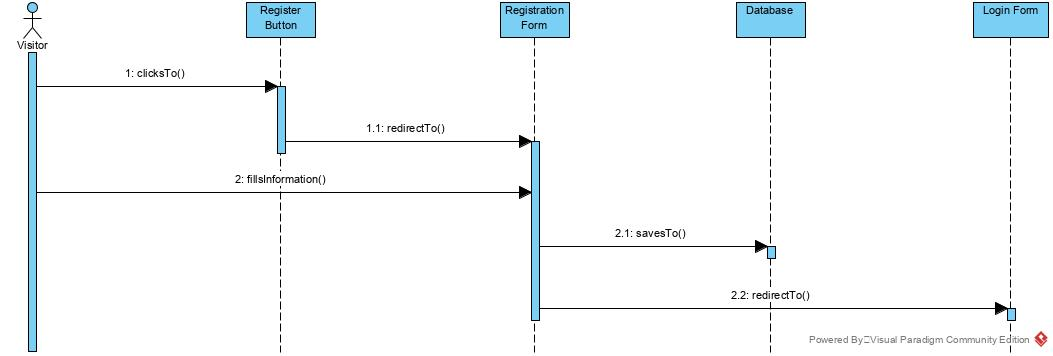 Register
Button
Registration
Form
Database
Login Form
Visitor
1: clicksTo()
1.1: redirectTo()
2: fillsInformation()
2.1: savesTo()
2.2: redirectTo()
Powered By Visual Paradigm Community Edition